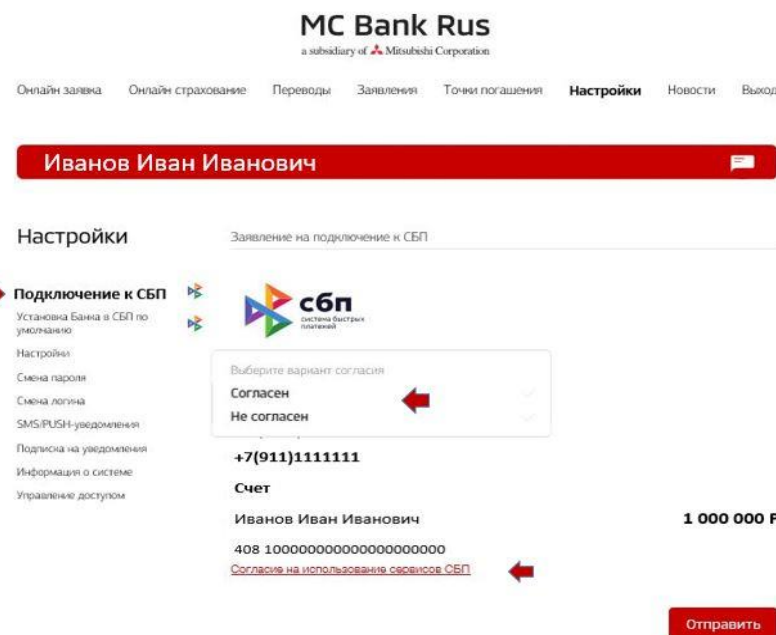 MC Bank Rus
a subsidiary of Mitsubishi Corporation
Онлайн заявка Онлайн страхование Переводы Заявления Точки погашения Настройки Новости Выход
Иванов Иван Иванович
Настройки
Заявление на подключение к СБП
Подключение к СБП
Установка Банка в СБП по
умолчанию
Настройки
Смена пароля
Смена логина
SMS/PUSH-уведомления
Подписка на уведомления
Информация о системе
Управление доступом
сбп
система быстрых
платежей
Выберите вариант согласия
Согласен
Не согласен
+7(911)1111111
Счет
Иванов Иван Иванович 1 000 000
408 100000000000000000000
Согласие на использование сервисов СБП
Отправить